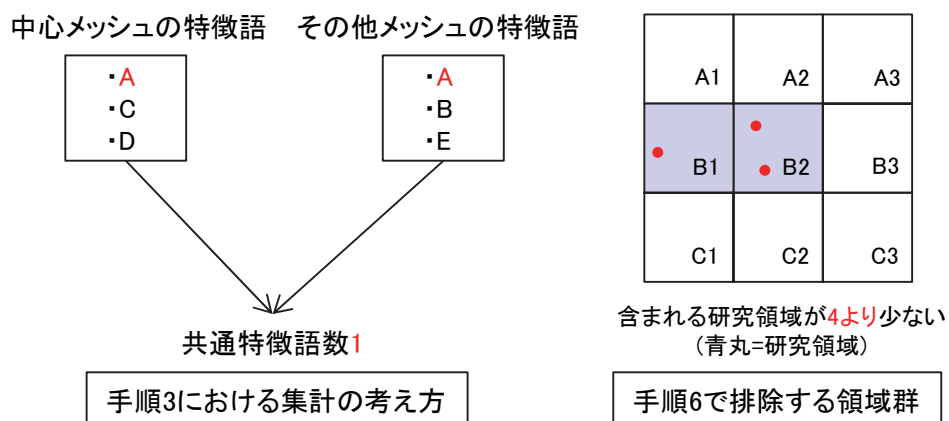 中心メッシュの特徴語
・A
・C
・D
その他メッシュの特徴語
・A
・B
・E
共通特徴語数1
手順3における集計の考え方
A1 A2 A3
B1 B2 B3
C1 C2 C3
含まれる研究領域が4より少ない
（青丸=研究領域）
手順6で排除する領域群